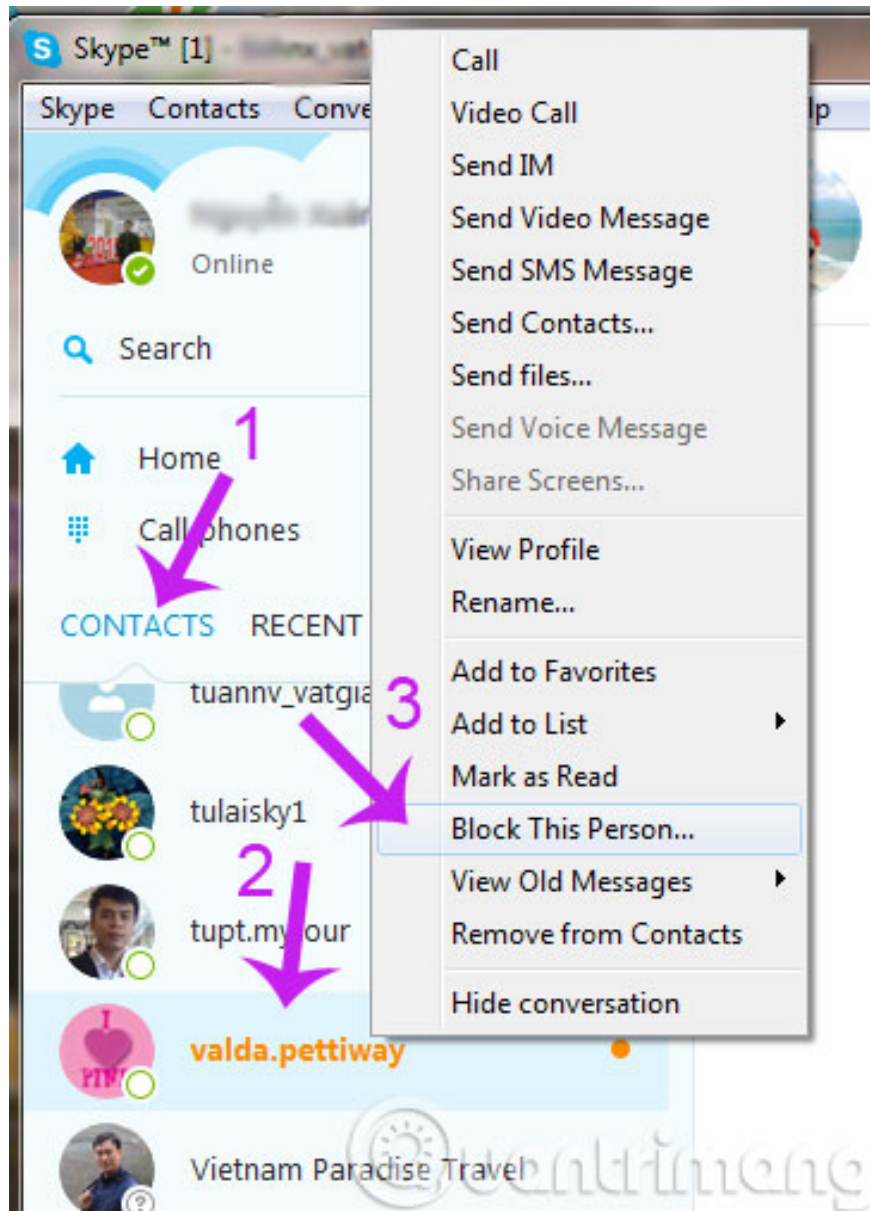 Skype™ [1] -
Skype Contacts Conve lp
Online
Search
1
Home
Call phones
CONTACTS RECENT
tuannv_vatgia
tulaisky1
2
tupt.my our
valda.pettiway
I
PINK
Vietnam Paradise Travel
Call
Video Call
Send IM
Send Video Message
Send SMS Message
Send Contacts...
Send files...
Send Voice Message
Share Screens...
View Profile
Rename...
Add to Favorites
3
Add to List
Mark as Read
Block This Person...
View Old Messages
Remove from Contacts
Hide conversation
Quantrimang